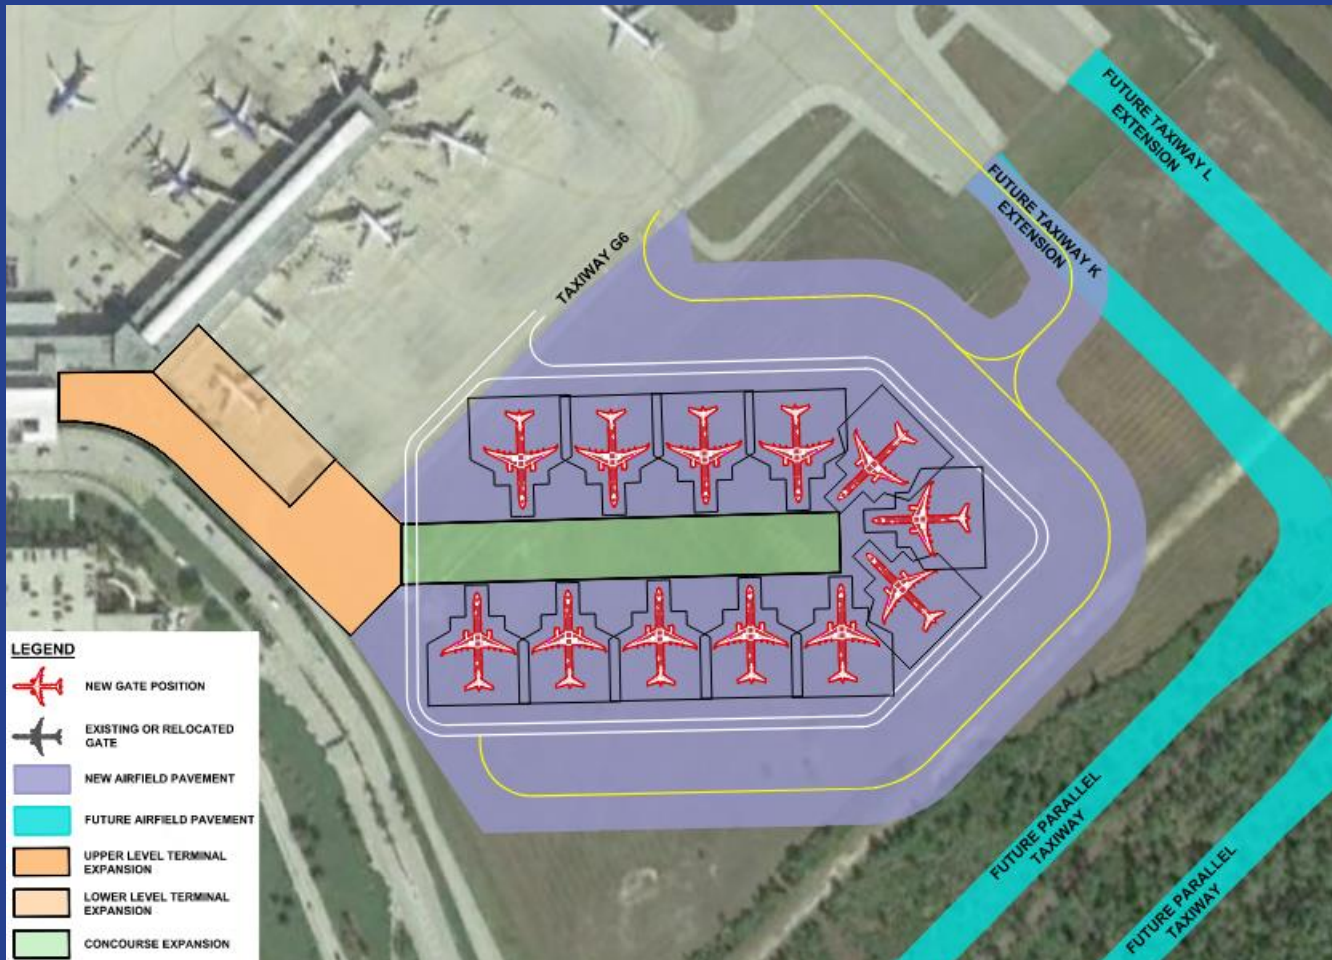 FUTURE TAXIWAY L
EXTENSION
FUTURE TAXIWAY K
EXTENSION
TAXIWAY G6
LEGEND
NEW GATE POSITION
EXISTING OR RELOCATED
GATE
NEW AIRFIELD PAVEMENT
FUTURE AIRFIELD PAVEMENT
UPPER LEVEL TERMINAL
EXPANSION
LOWER LEVEL TERMINAL
EXPANSION
CONCOURSE EXPANSION
FUTURE PARALLEL
TAXIWAY
FUTURE PARALLEL
TAXIWAY